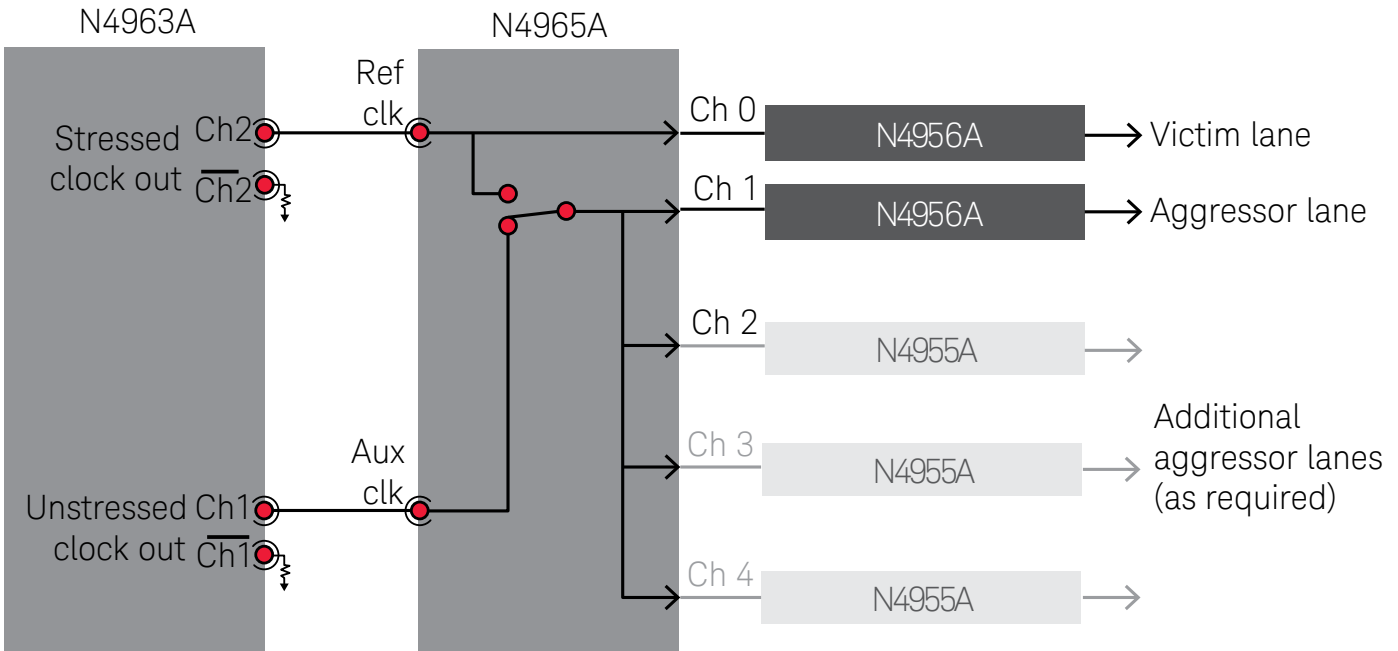 N4963A
N4965A
Ref
clk
Stressed
clock out
Ch2
Ch2
Ch 0
N4956A
Victim lane
Ch 1
N4956A
Aggressor lane
Ch 2
N4955A
Ch 3
N4955A
Additional
aggressor lanes
(as required)
Aux
clk
Unstressed
clock out
Ch1
Ch1
Ch 4
N4955A